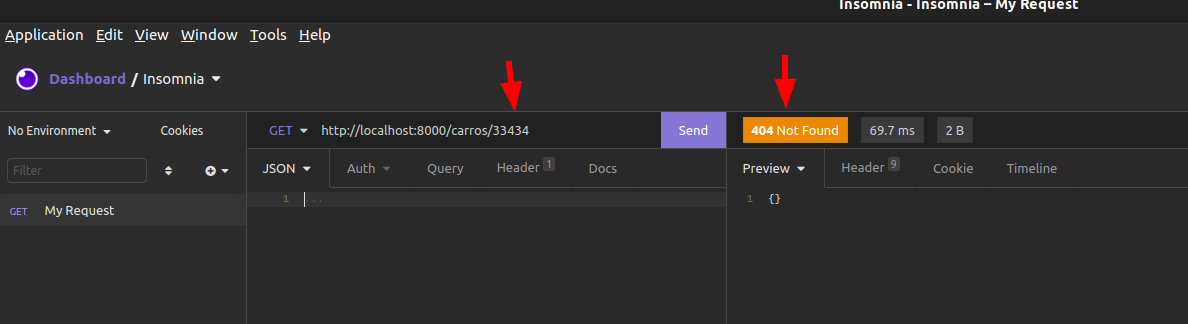 Insomnia - Insomnia – My Request
Application Edit View Window Tools Help
Dashboard / Insomnia
No Environment Cookies
GET http://localhost:8000/carros/33434 Send
404 Not Found 69.7 ms 2 B
Filter
JSON Auth Query Header 1 Docs
Preview Header 9 Cookie Timeline
GET My Request
1 ...
1 {}